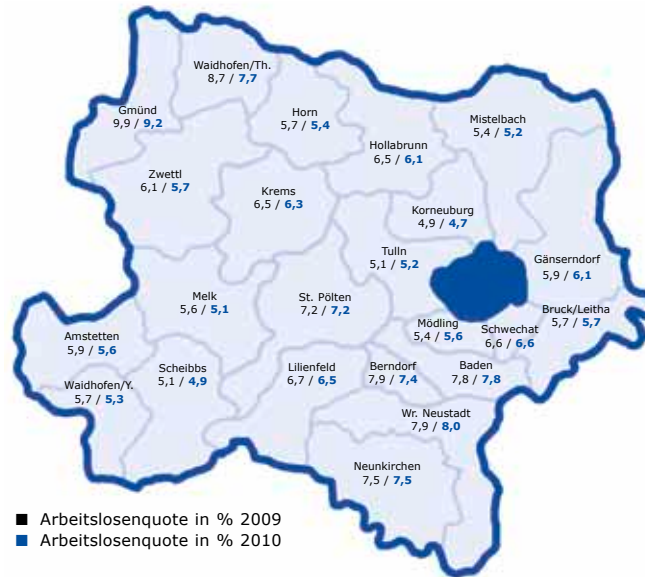 Waidhofen/Th.
8,7 / 7,7
Gmünd
9,9 / 9,2
Horn
5,7 / 5,4
Mistelbach
5,4 / 5,2
Hollabrunn
6,5 / 6,1
Zwettl
6,1 / 5,7
Krems
6,5 / 6,3
Korneuburg
4,9 / 4,7
Tulln
5,1 / 5,2
Gänserndorf
5,9 / 6,1
Melk
5,6 / 5,1
St. Pölten
7,2 / 7,2
Bruck/Leitha
5,7 / 5,7
Mödling
5,4 / 5,6
Schwechat
6,6 / 6,6
Amstetten
5,9 / 5,6
Waidhofen/Y.
5,7 / 5,3
Scheibbs
5,1 / 4,9
Lilienfeld
6,7 / 6,5
Berndorf
7,9 / 7,4
Baden
7,8 / 7,8
Wr. Neustadt
7,9 / 8,0
Neunkirchen
7,5 / 7,5
■ Arbeitslosenquote in % 2009
■ Arbeitslosenquote in % 2010